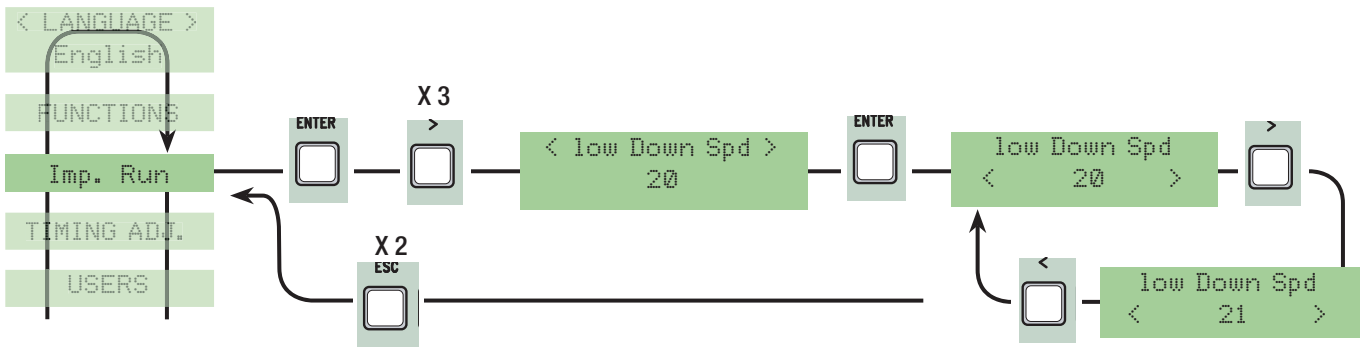 < LANGUAGE >
English
FUNCTIONS
Imp. Run
TIMING ADJ.
USERS
ENTER
X 3
>
< low Down Spd >
20
ENTER
low Down Spd
< 20 >
>
low Down Spd
< 21 >
<
X 2
ESC